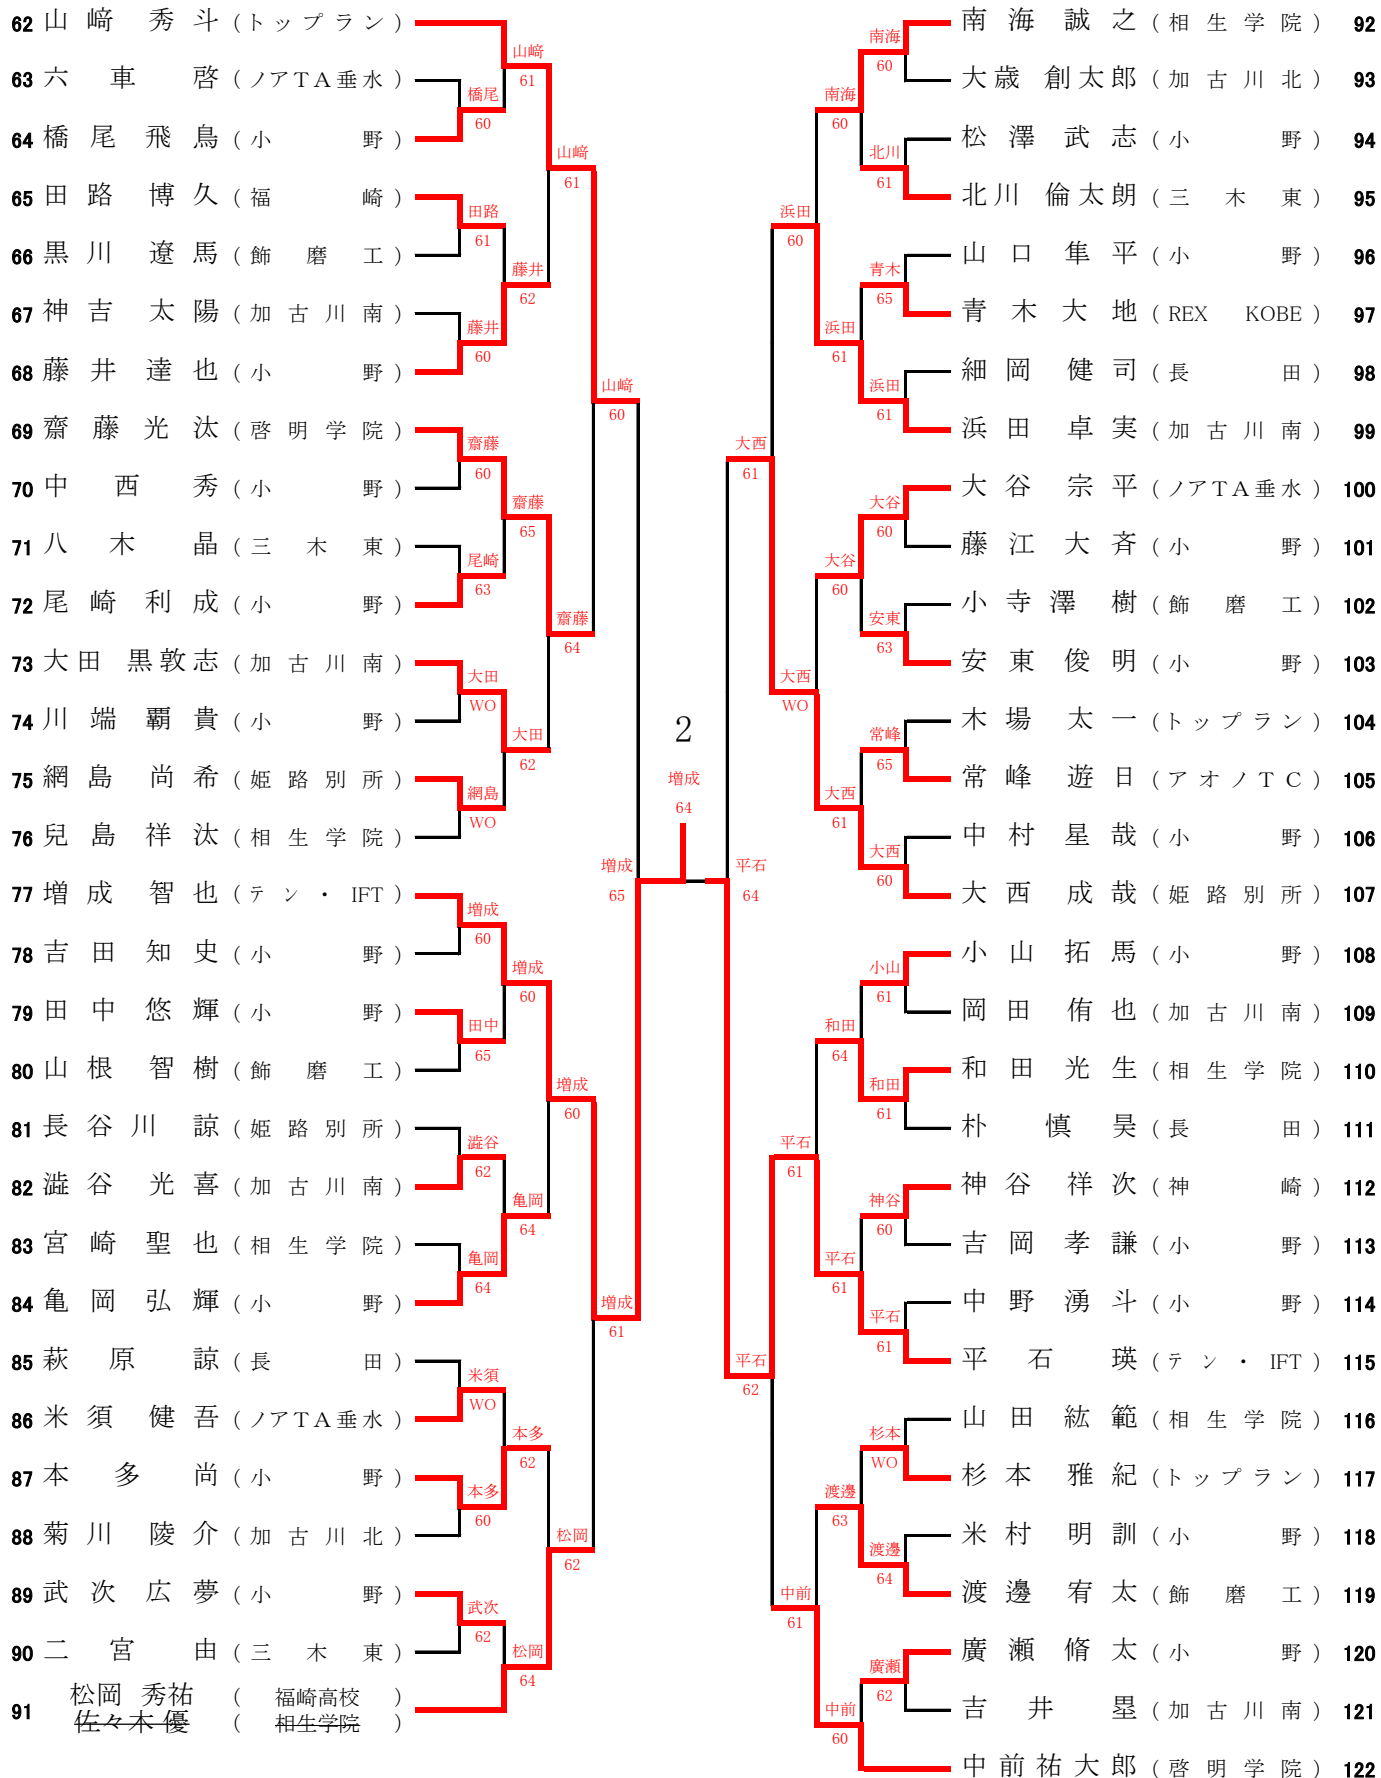 62 山﨑 秀斗 (トップラン)
63 六車 啓 (ノアTA垂水)
64 橋尾飛鳥 (小野)
65 田路博久 (福崎)
66 黒川遼馬 (飾磨工)
67 神吉太陽 (加古川南)
68 藤井達也 (小野)
69 齋藤光汰 (啓明学院)
70 中西秀 (小野)
71 八木晶 (三木東)
72 尾崎利成 (小野)
73 大田黒敦志 (加古川南)
74 川端覇貴 (小野)
75 網島尚希 (姫路別所)
76 兒島祥汰 (相生学院)
77 増成智也 (テン・IFT)
78 吉田知史 (小野)
79 田中悠輝 (小野)
80 山根智樹 (飾磨工)
81 長谷川諒 (姫路別所)
82 澁谷光喜 (加古川南)
83 宮崎聖也 (相生学院)
84 亀岡弘輝 (小野)
85 萩原諒 (長田)
86 米須健吾 (ノアTA垂水)
87 本多尚 (小野)
88 菊川陵介 (加古川北)
89 武次広夢 (小野)
90 二宮由 (三木東)
91 松岡 秀祐 (福崎高校)
佐々木優 (相生学院)
橋尾
60
田路
61
藤井
60
齋藤
60
尾崎
63
大田
WO
網島
WO
増成
60
田中
65
澁谷
62
亀岡
64
米須
WO
本多
60
武次
62
山﨑
61
藤井
62
齋藤
65
大田
62
増成
60
亀岡
64
本多
62
松岡
64
山﨑
61
齋藤
64
増成
60
松岡
62
山﨑
60
増成
61
増成
65
2
増成
64
平石
64
大西
61
平石
62
浜田
60
大西
WO
平石
61
中前
61
南海
60
浜田
61
大谷
60
大西
61
和田
64
平石
61
渡邊
63
中前
60
南海
60
北川
61
青木
65
浜田
61
大谷
60
安東
63
常峰
65
大西
60
小山
61
和田
61
神谷
60
平石
61
杉本
WO
渡邊
64
廣瀬
62
南海誠之 (相生学院) 92
大歳創太郎 (加古川北) 93
松澤武志 (小野) 94
北川倫太朗 (三木東) 95
山口隼平 (小野) 96
青木大地 (REX KOBE) 97
細岡健司 (長田) 98
浜田卓実 (加古川南) 99
大谷宗平 (ノアTA垂水) 100
藤江大斉 (小野) 101
小寺澤樹 (飾磨工) 102
安東俊明 (小野) 103
木場太一 (トップラン) 104
常峰遊日 (アオノTC) 105
中村星哉 (小野) 106
大西成哉 (姫路別所) 107
小山拓馬 (小野) 108
岡田侑也 (加古川南) 109
和田光生 (相生学院) 110
朴慎昊 (長田) 111
神谷祥次 (神崎) 112
吉岡孝謙 (小野) 113
中野湧斗 (小野) 114
平石瑛 (テン・IFT) 115
山田紘範 (相生学院) 116
杉本雅紀 (トップラン) 117
米村明訓 (小野) 118
渡邊宥太 (飾磨工) 119
廣瀬脩太 (小野) 120
吉井塁 (加古川南) 121
中前祐大郎 (啓明学院) 122